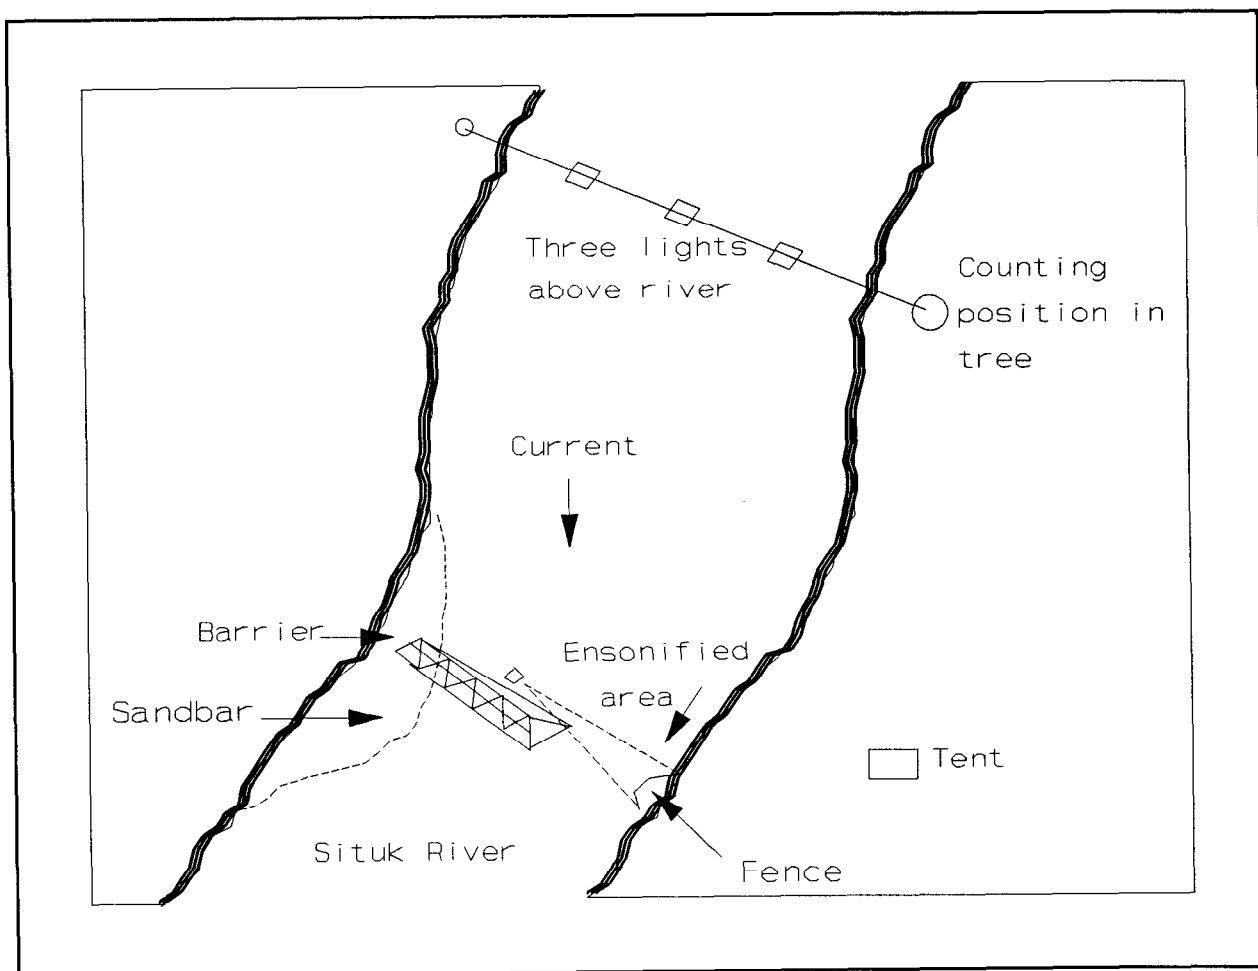 Three lights
above river
Counting
position in
tree
Current
Barrier
Ensonified
area
Sandbar
Tent
Situk River
Fence